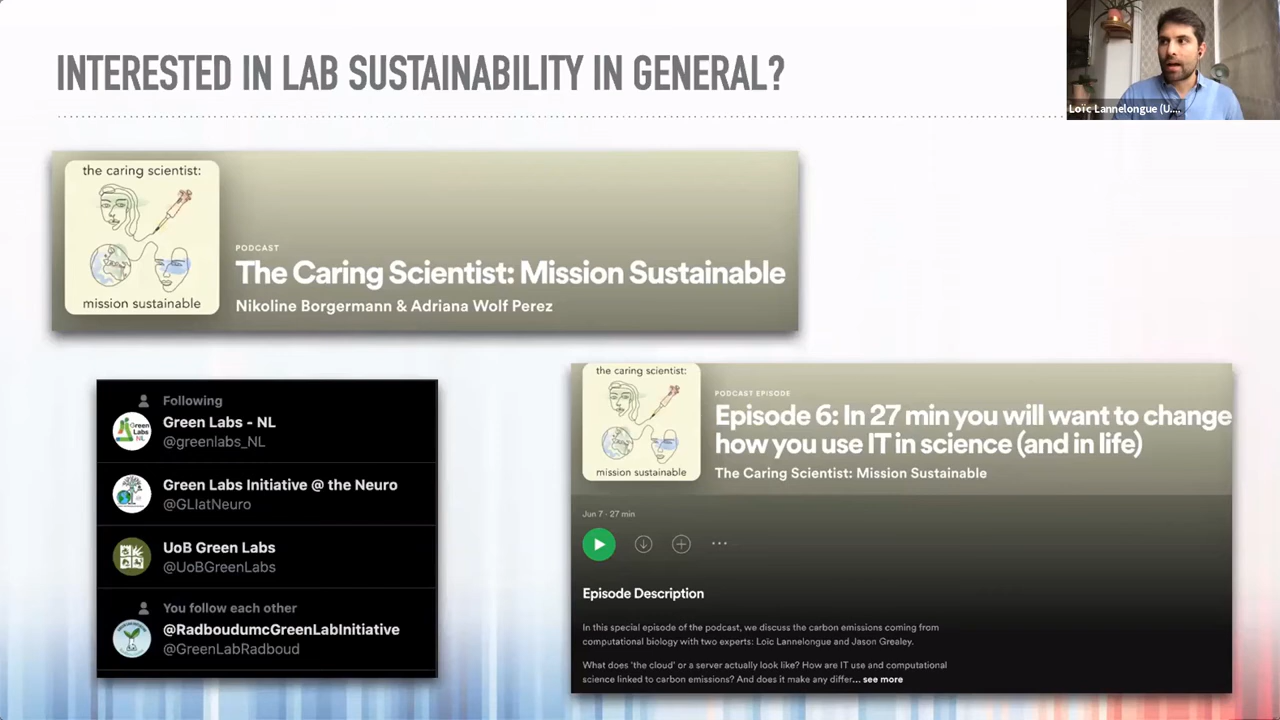 INTERESTED IN LAB SUSTAINABILITY IN GENERAL?
Loïc Lannelongue (U....
the caring scientist:
mission sustainable
PODCAST
The Caring Scientist: Mission Sustainable
Nikoline Borgermann & Adriana Wolf Perez
Following
Green Labs - NL
@greenlabs_NL
Green Labs Initiative @ the Neuro
@GLIatNeuro
UoB Green Labs
@UoBGreenLabs
You follow each other
@RadboudumcGreenLabInitiative
@GreenLabRadboud
the caring scientist:
mission sustainable
PODCAST EPISODE
Episode 6: In 27 min you will want to change
how you use IT in science (and in life)
The Caring Scientist: Mission Sustainable
Jun 7 · 27 min
Episode Description
In this special episode of the podcast, we discuss the carbon emissions coming from
computational biology with two experts: Loïc Lannelongue and Jason Grealey.
What does 'the cloud' or a server actually look like? How are IT use and computational
science linked to carbon emissions? And does it make any differ... see more